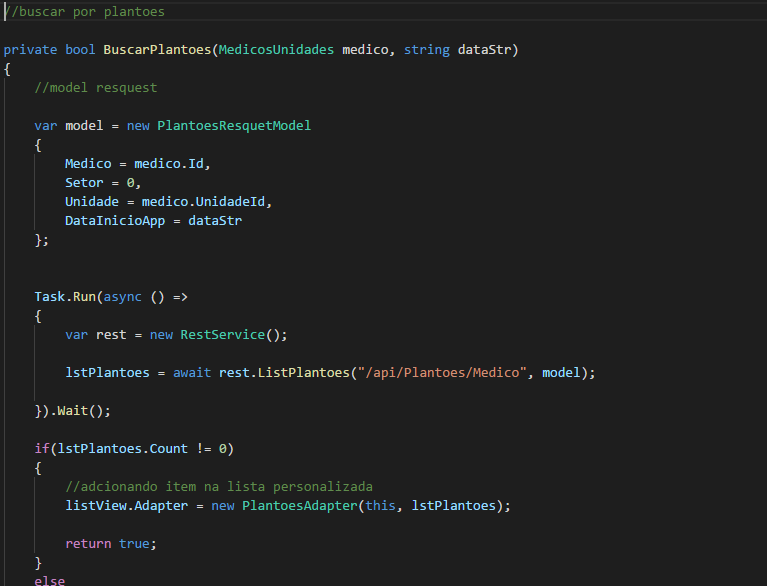 //buscar por plantoes
private bool BuscarPlantoes(MedicosUnidades medico, string dataStr)
{
//model resquest
var model = new PlantoesResquetModel
{
Medico = medico.Id,
Setor = 0,
Unidade = medico.UnidadeId,
DataInicioApp = dataStr
};
Task.Run(async () =>
{
var rest = new RestService();
lstPlantoes = await rest.ListPlantoes("/api/Plantoes/Medico", model);
}).Wait();
if(lstPlantoes.Count != 0)
{
//adcionando item na lista personalizada
listView.Adapter = new PlantoesAdapter(this, lstPlantoes);
return true;
}
else